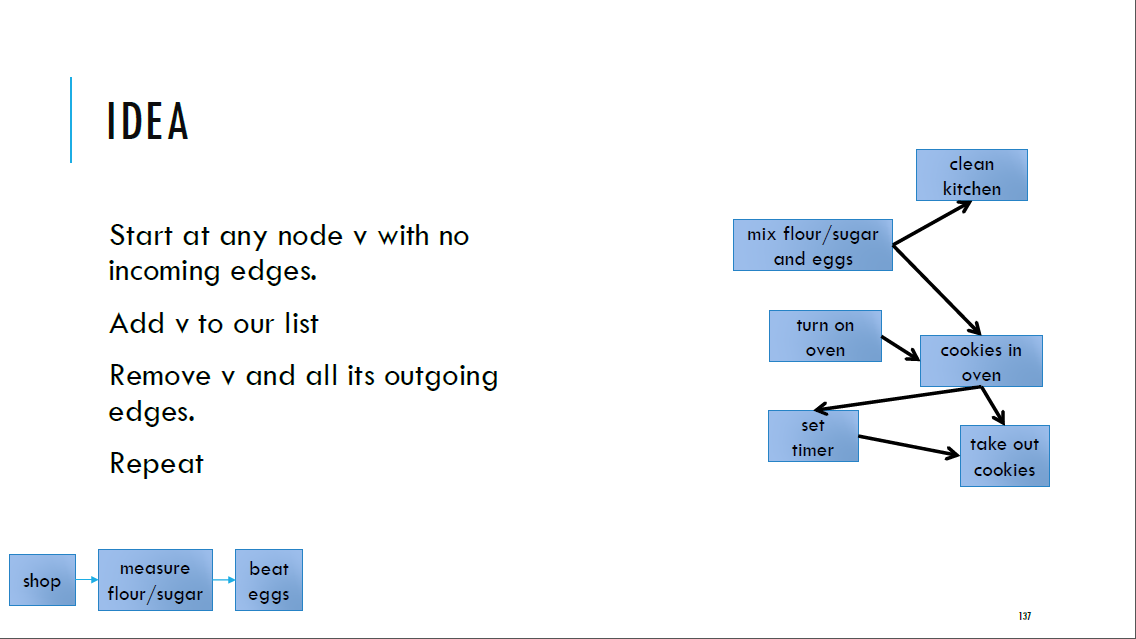 IDEA
Start at any node v with no
incoming edges.
Add v to our list
Remove v and all its outgoing
edges.
Repeat
clean
kitchen
mix flour/sugar
and eggs
turn on
oven
cookies in
oven
set
timer
take out
cookies
shop
measure
flour/sugar
beat
eggs
137